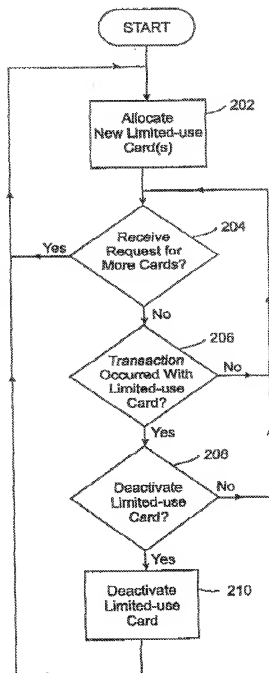 START
202
Allocate
New Limited-use
Card(s)
204
Yes
Receive
Request for
More Cards?
No
206
Transaction
Occurred With
Limited-use
Card?
No
Yes
208
Deactivate
Limited-use
Card?
No
Yes
210
Deactivate
Limited-use
Card